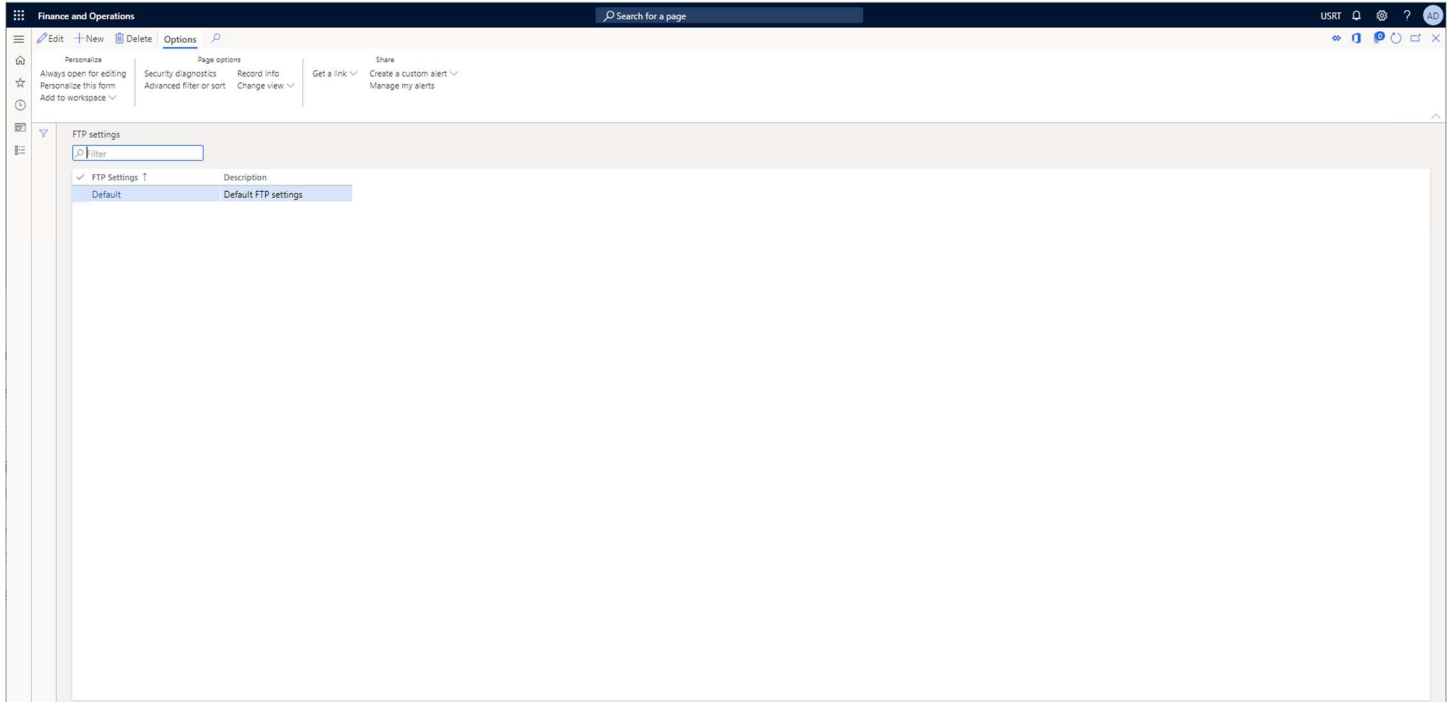 Finance and Operations Search for a page USRT ? AD
Edit New Delete Options 0
Personalize Page options Share
Always open for editing Security diagnostics Record info Get a link Create a custom alert
Personalize this form Advanced filter or sort Change view Manage my alerts
Add to workspace
FTP settings
Filter
FTP Settings ↑ Description
Default Default FTP settings